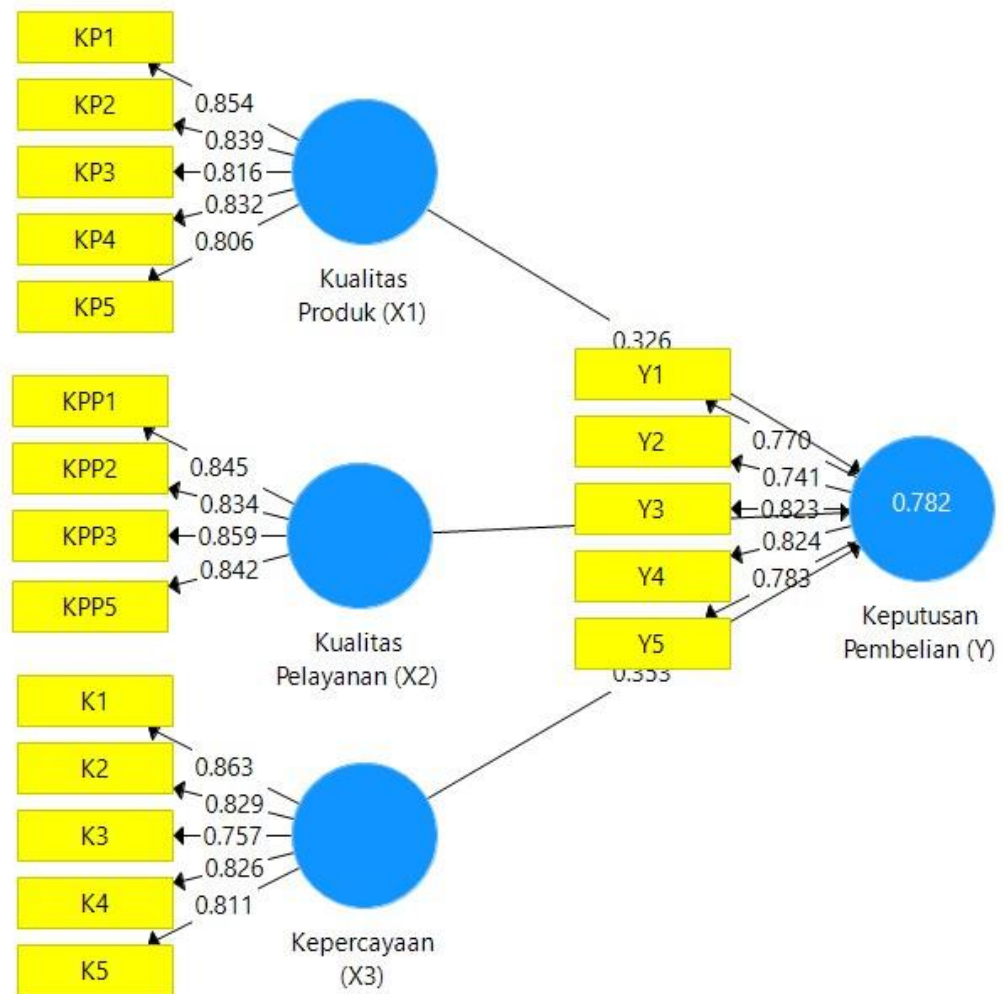 KP1
KP2
KP3
KP4
KP5
0.854
0.839
0.816
0.832
0.806
Kualitas
Produk (X1)
KPP1
KPP2
KPP3
KPP5
0.845
0.834
0.859
0.842
Kualitas
Pelayanan (X2)
K1
K2
K3
K4
K5
0.863
0.829
0.757
0.826
0.811
Kepercayaan
(X3)
0.326
Y1
Y2
Y3
Y4
Y5
0.353
0.770
0.741
0.823
0.824
0.783
0.782
Keputusan
Pembelian (Y)